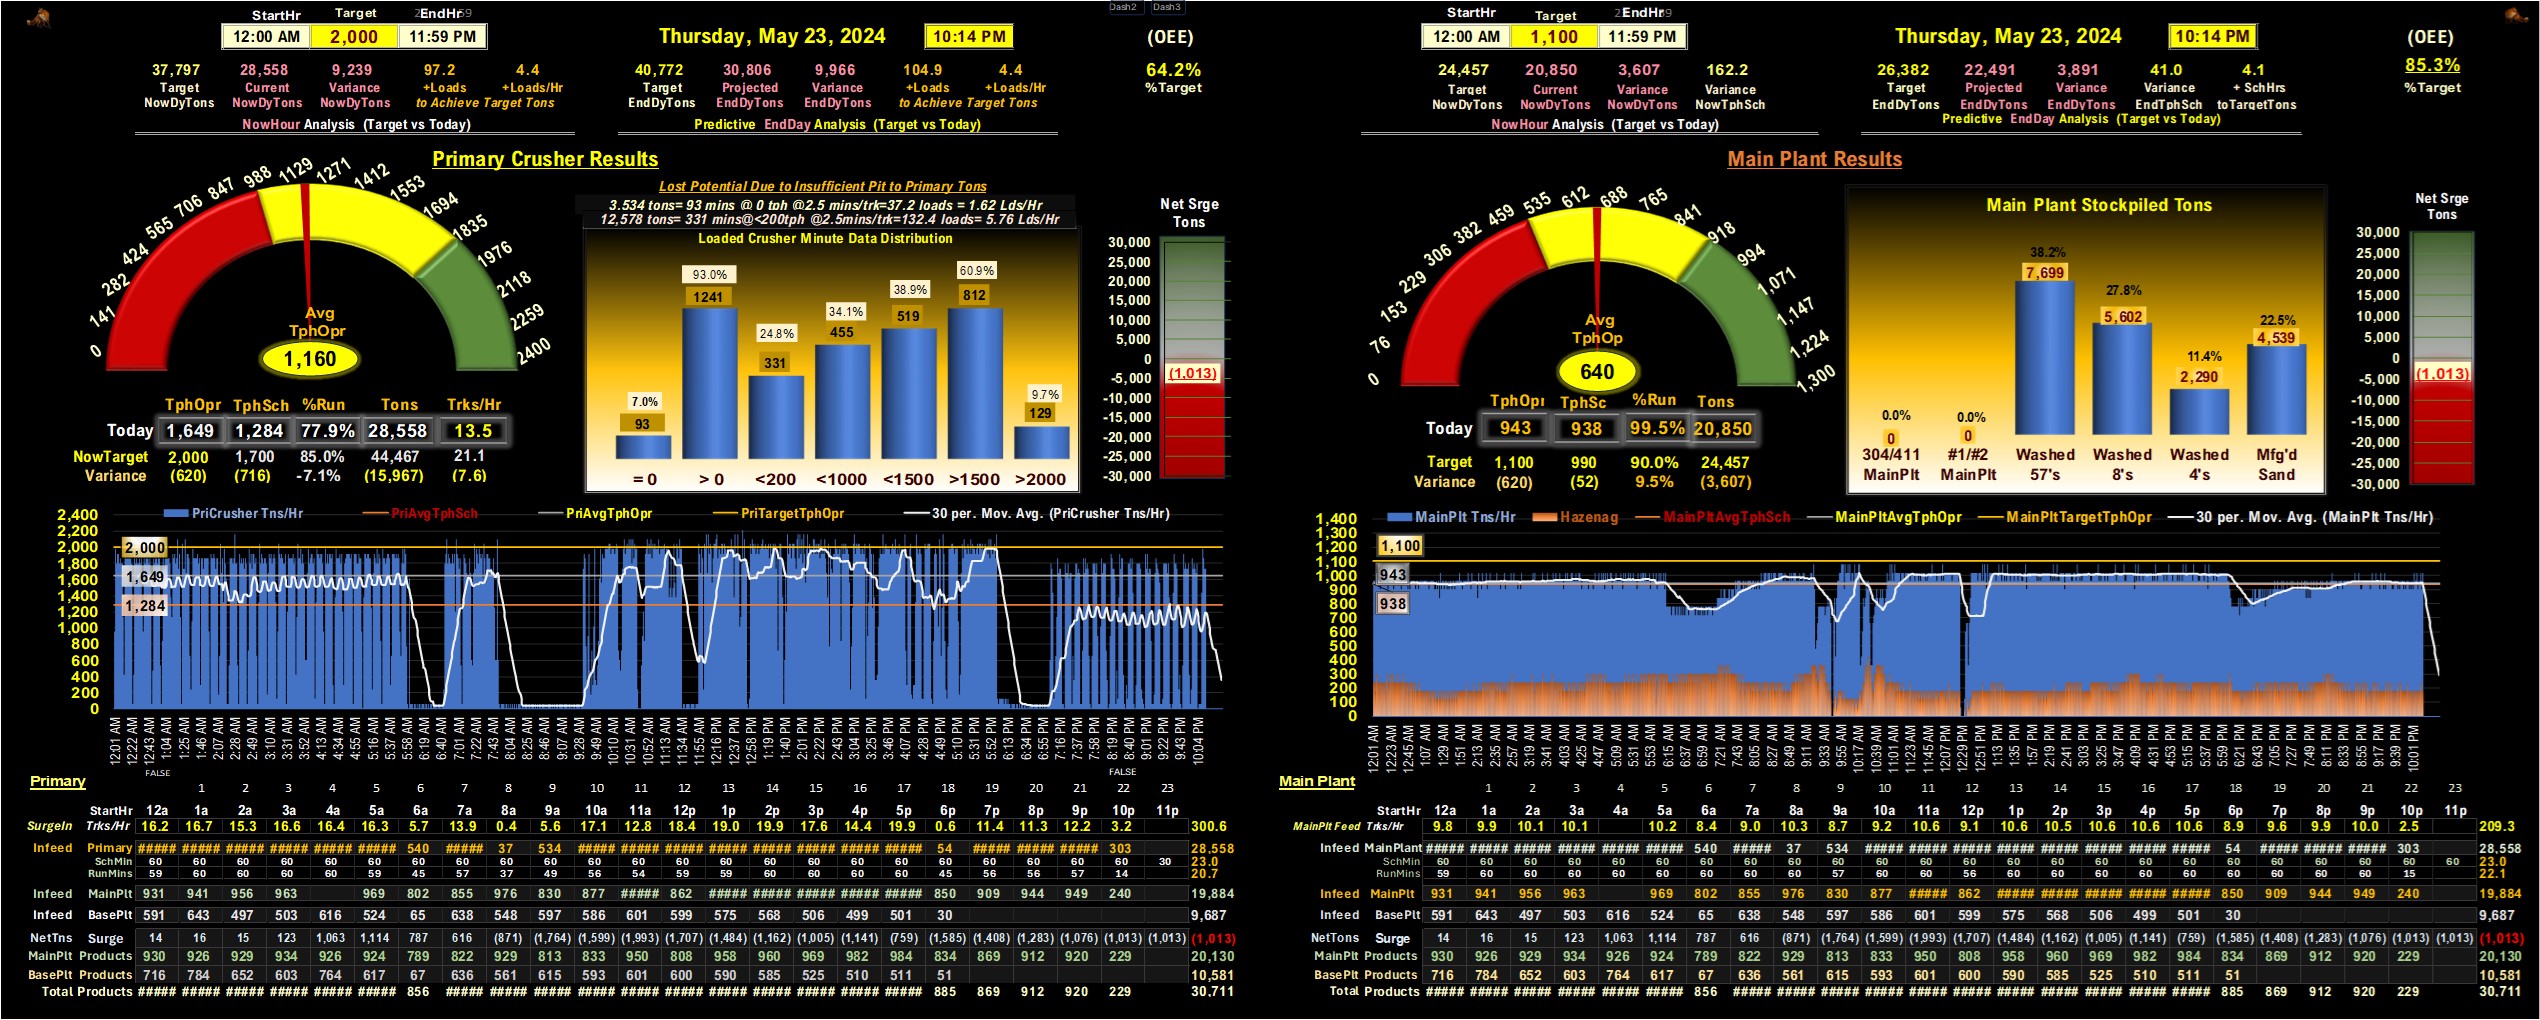 Dash2 Dash3
StartHr Target EndHr
12:00 AM 2,000 11:59 PM
Thursday, May 23, 2024 10:14 PM
(OEE)
64.2%
%Target
37,797 28,558 9,239 97.2 4.4
Target Current Variance +Loads +Loads/Hr
NowDyTons NowDyTons NowDyTons to Achieve Target Tons
NowHour Analysis (Target vs Today)
40,772 30,806 9,966 104.9 4.4
Target Projected Variance +Loads +Loads/Hr
EndDyTons EndDyTons EndDyTons to Achieve Target Tons
Predictive EndDay Analysis (Target vs Today)
Primary Crusher Results
0 141 282 424 565 706 847 988 1129 1271 1412 1553 1694 1835 1976 2118 2259 2400
Avg
TphOpr
1,160
TphOpr TphSch %Run Tons Trks/Hr
Today 1,649 1,284 77.9% 28,558 13.5
NowTarget 2,000 1,700 85.0% 44,467 21.1
Variance (620) (716) -7.1% (15,967) (7.6)
Lost Potential Due to Insufficient Pit to Primary Tons
3.534 tons= 93 mins @ 0 tph @2.5 mins/trk=37.2 loads = 1.62 Lds/Hr
12,578 tons= 331 mins@<200tph @2.5mins/trk=132.4 loads= 5.76 Lds/Hr
Loaded Crusher Minute Data Distribution
7.0% 93.0% 24.8% 34.1% 38.9% 60.9% 9.7%
93 1241 331 455 519 812 129
= 0 > 0 <200 <1000 <1500 >1500 >2000
Net Srge
Tons
30,000
25,000
20,000
15,000
10,000
5,000
0
-5,000
-10,000
-15,000
-20,000
-25,000
-30,000
(1,013)
PriCrusher Tns/Hr PriAvgTphSch PriAvgTphOpr PriTargetTphOpr 30 per. Mov. Avg. (PriCrusher Tns/Hr)
2,400
2,200
2,000
1,800
1,600
1,400
1,200
1,000
800
600
400
200
0
2,000
1,649
1,284
12:01 AM 12:22 AM 12:43 AM 1:04 AM 1:25 AM 1:46 AM 2:07 AM 2:28 AM 2:49 AM 3:10 AM 3:31 AM 3:52 AM 4:13 AM 4:34 AM 4:55 AM 5:16 AM 5:37 AM 5:58 AM 6:19 AM 6:40 AM 7:01 AM 7:22 AM 7:43 AM 8:04 AM 8:25 AM 8:46 AM 9:07 AM 9:28 AM 9:49 AM 10:10 AM 10:31 AM 10:52 AM 11:13 AM 11:34 AM 11:55 AM 12:16 PM 12:37 PM 12:58 PM 1:19 PM 1:40 PM 2:01 PM 2:22 PM 2:43 PM 3:04 PM 3:25 PM 3:46 PM 4:07 PM 4:28 PM 4:49 PM 5:10 PM 5:31 PM 5:52 PM 6:13 PM 6:34 PM 6:55 PM 7:16 PM 7:37 PM 7:58 PM 8:19 PM 8:40 PM 9:01 PM 9:22 PM 9:43 PM 10:04 PM
FALSE FALSE
Primary
1 2 3 4 5 6 7 8 9 10 11 12 13 14 15 16 17 18 19 20 21 22 23
StartHr 12a 1a 2a 3a 4a 5a 6a 7a 8a 9a 10a 11a 12p 1p 2p 3p 4p 5p 6p 7p 8p 9p 10p 11p
SurgeIn Trks/Hr 16.2 16.7 15.3 16.6 16.4 16.3 5.7 13.9 0.4 5.6 17.1 12.8 18.4 19.0 19.9 17.6 14.4 19.9 0.6 11.4 11.3 12.2 3.2 300.6
Infeed Primary ##### ##### ##### ##### ##### ##### 540 ##### 37 534 ##### ##### ##### ##### ##### ##### ##### ##### 54 ##### ##### ##### 303 28,558
SchMin 60 60 60 60 60 60 60 60 60 60 60 60 60 60 60 60 60 60 60 60 60 60 60 30 23.0
RunMins 59 60 60 60 60 59 45 57 37 49 56 54 57 59 59 60 60 60 45 56 56 57 14 20.7
Infeed MainPlt 931 941 956 963 969 802 855 976 830 877 ##### 862 ##### ##### ##### ##### ##### 850 909 944 949 240 19,884
Infeed BasePlt 591 643 497 503 616 524 65 638 548 597 586 601 599 575 568 506 499 501 30 9,687
NetTns Surge 14 16 15 123 1,063 1,114 787 616 (871) (1,764) (1,599) (1,993) (1,707) (1,484) (1,162) (1,005) (1,141) (759) (1,585) (1,408) (1,283) (1,076) (1,013) (1,013) (1,013)
MainPlt Products 930 926 929 934 926 924 789 822 929 813 833 950 808 958 960 969 982 984 834 869 912 920 229 20,130
BasePlt Products 716 784 652 603 764 617 67 636 561 615 593 601 600 590 585 525 510 511 51 10,581
Total Products ##### ##### ##### ##### ##### ##### 856 ##### ##### ##### ##### ##### ##### ##### ##### ##### ##### ##### 885 869 912 920 229 30,711
StartHr Target EndHr
12:00 AM 1,100 11:59 PM
Thursday, May 23, 2024 10:14 PM
(OEE)
85.3%
%Target
24,457 20,850 3,607 162.2
Target Current Variance Variance
NowDyTons NowDyTons NowDyTons NowTphSch
NowHour Analysis (Target vs Today)
26,382 22,491 3,891 41.0 4.1
Target Projected Variance Variance + SchHrs
EndDyTons EndDyTons EndDyTons EndTphSch toTargetTons
Predictive EndDay Analysis (Target vs Today)
Main Plant Results
0 76 153 229 306 382 459 535 612 688 765 841 918 994 1,071 1,147 1,224 1,300
Avg
TphOp
640
TphOpr TphSc %Run Tons
Today 943 938 99.5% 20,850
Target 1,100 990 90.0% 24,457
Variance (620) (52) 9.5% (3,607)
Main Plant Stockpiled Tons
0.0% 0.0% 38.2% 27.8% 11.4% 22.5%
0 0 7,699 5,602 2,290 4,539
304/411 #1/#2 Washed Washed Washed Mfg'd
MainPlt MainPlt 57's 8's 4's Sand
Net Srge
Tons
30,000
25,000
20,000
15,000
10,000
5,000
0
-5,000
-10,000
-15,000
-20,000
-25,000
-30,000
(1,013)
MainPlt Tns/Hr Hazenag MainPltAvgTphSch MainPltAvgTphOpr MainPltTargetTphOpr 30 per. Mov. Avg. (MainPlt Tns/Hr)
1,400
1,300
1,200
1,100
1,000
900
800
700
600
500
400
300
200
100
0
1,100
943
938
12:01 AM 12:23 AM 12:45 AM 1:07 AM 1:29 AM 1:51 AM 2:13 AM 2:35 AM 2:57 AM 3:19 AM 3:41 AM 4:03 AM 4:25 AM 4:47 AM 5:09 AM 5:31 AM 5:53 AM 6:15 AM 6:37 AM 6:59 AM 7:21 AM 7:43 AM 8:05 AM 8:27 AM 8:49 AM 9:11 AM 9:33 AM 9:55 AM 10:17 AM 10:39 AM 11:01 AM 11:23 AM 11:45 AM 12:07 PM 12:29 PM 12:51 PM 1:13 PM 1:35 PM 1:57 PM 2:19 PM 2:41 PM 3:03 PM 3:25 PM 3:47 PM 4:09 PM 4:31 PM 4:53 PM 5:15 PM 5:37 PM 5:59 PM 6:21 PM 6:43 PM 7:05 PM 7:27 PM 7:49 PM 8:11 PM 8:33 PM 8:55 PM 9:17 PM 9:39 PM 10:01 PM
Main Plant
1 2 3 4 5 6 7 8 9 10 11 12 13 14 15 16 17 18 19 20 21 22 23
StartHr 12a 1a 2a 3a 4a 5a 6a 7a 8a 9a 10a 11a 12p 1p 2p 3p 4p 5p 6p 7p 8p 9p 10p 11p
MainPlt Feed Trks/Hr 9.8 9.9 10.1 10.1 10.2 8.4 9.0 10.3 8.7 9.2 10.6 9.1 10.6 10.5 10.6 10.6 10.6 8.9 9.6 9.9 10.0 2.5 209.3
Infeed MainPlant ##### ##### ##### ##### ##### ##### 540 ##### 37 534 ##### ##### ##### ##### ##### ##### ##### ##### 54 ##### ##### ##### 303 28,558
SchMin 60 60 60 60 60 60 60 60 60 60 60 60 60 60 60 60 60 60 60 60 60 60 60 60 23.0
RunMins 59 60 60 60 60 60 60 60 60 57 60 60 56 60 60 60 60 60 60 60 60 60 15 22.1
Infeed MainPlt 931 941 956 963 969 802 855 976 830 877 ##### 862 ##### ##### ##### ##### ##### 850 909 944 949 240 19,884
Infeed BasePlt 591 643 497 503 616 524 65 638 548 597 586 601 599 575 568 506 499 501 30 9,687
NetTons Surge 14 16 15 123 1,063 1,114 787 616 (871) (1,764) (1,599) (1,993) (1,707) (1,484) (1,162) (1,005) (1,141) (759) (1,585) (1,408) (1,283) (1,076) (1,013) (1,013) (1,013)
MainPlt Products 930 926 929 934 926 924 789 822 929 813 833 950 808 958 960 969 982 984 834 869 912 920 229 20,130
BasePlt Products 716 784 652 603 764 617 67 636 561 615 593 601 600 590 585 525 510 511 51 10,581
Total Products ##### ##### ##### ##### ##### ##### 856 ##### ##### ##### ##### ##### ##### ##### ##### ##### ##### ##### 885 869 912 920 229 30,711